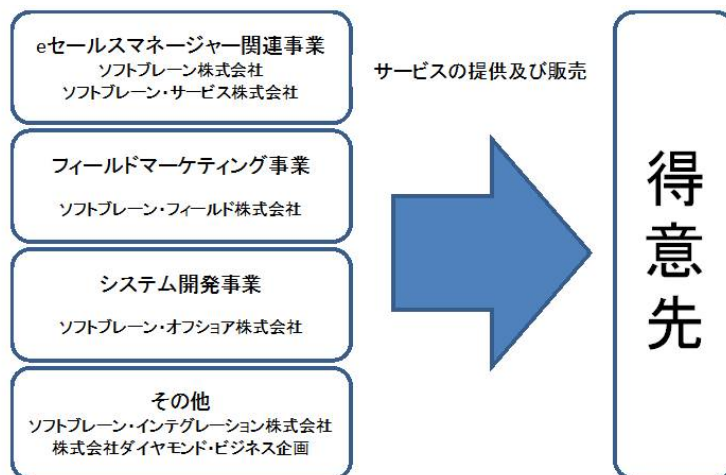 eセールスマネージャー関連事業
ソフトブレーン株式会社
ソフトブレーン・サービス株式会社
サービスの提供及び販売
フィールドマーケティング事業
ソフトブレーン・フィールド株式会社
システム開発事業
ソフトブレーン・オフショア株式会社
その他
ソフトブレーン・インテグレーション株式会社
株式会社ダイヤモンド・ビジネス企画
得意先